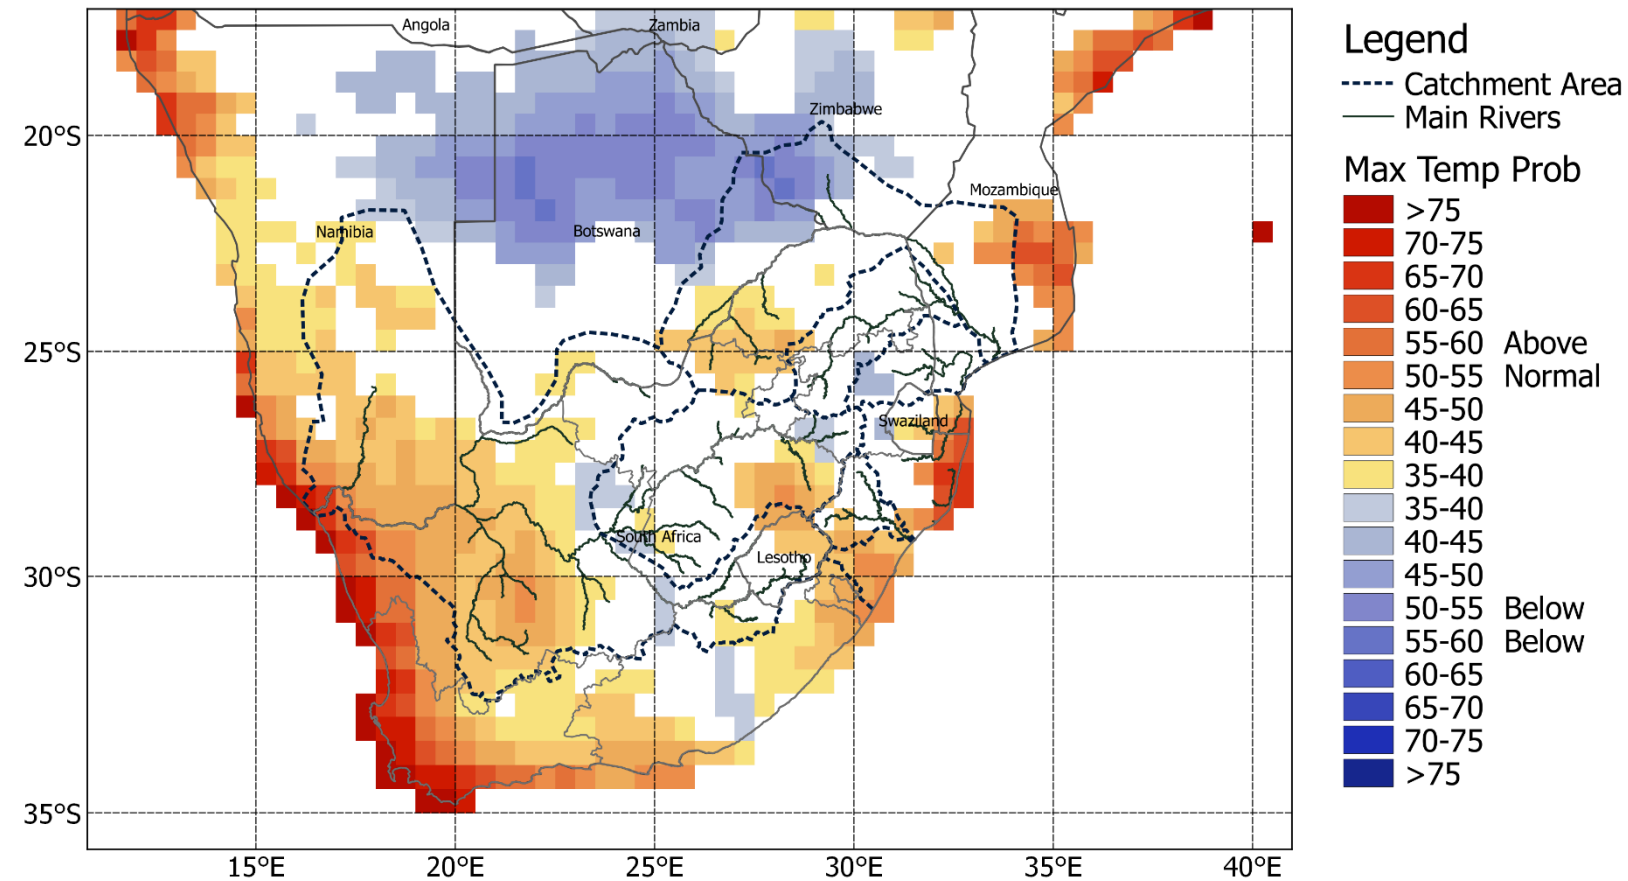 Angola
Zambia
Zimbabwe
Mozambique
Namibia
Botswana
Swaziland
South Africa
Lesotho
20°S
25°S
30°S
35°S
15°E
20°E
25°E
30°E
35°E
40°E
Legend
Catchment Area
Main Rivers
Max Temp Prob
>75
70-75
65-70
60-65
55-60 Above
50-55 Normal
45-50
40-45
35-40
35-40
40-45
45-50
50-55 Below
55-60 Below
60-65
65-70
70-75
>75